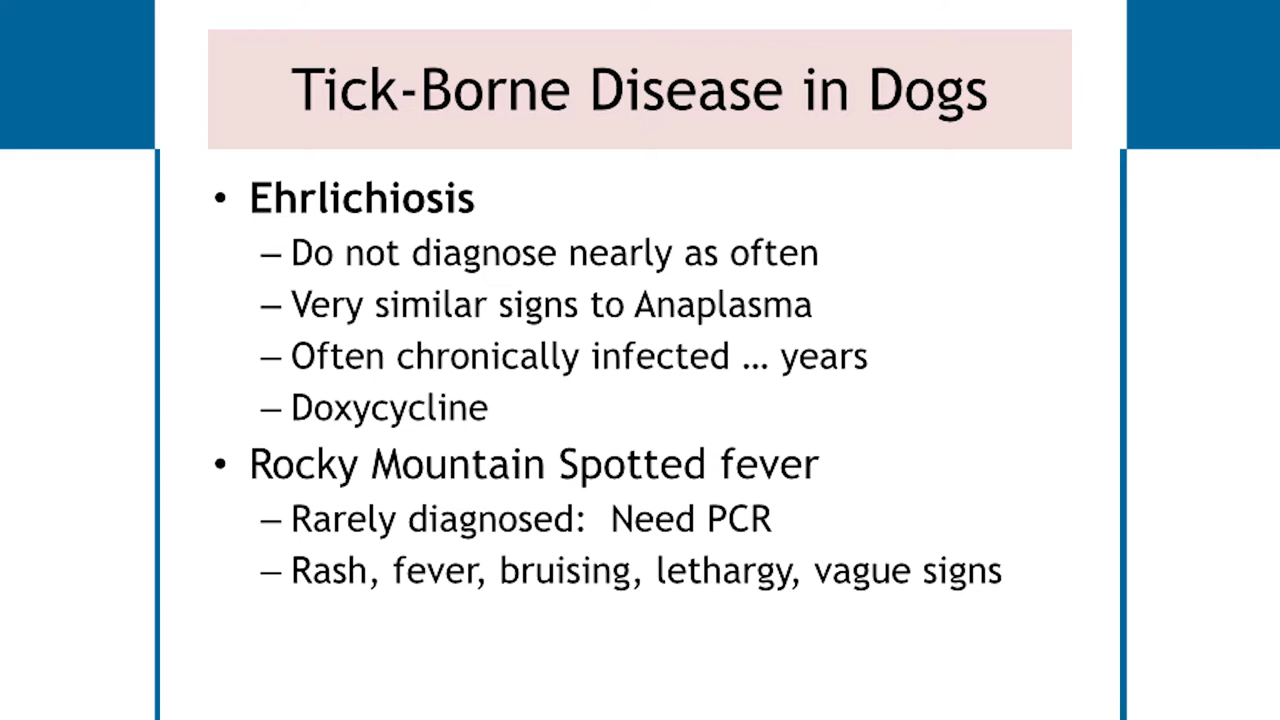 Tick-Borne Disease in Dogs
• Ehrlichiosis
– Do not diagnose nearly as often
– Very similar signs to Anaplasma
– Often chronically infected … years
– Doxycycline
• Rocky Mountain Spotted fever
– Rarely diagnosed:  Need PCR
– Rash, fever, bruising, lethargy, vague signs